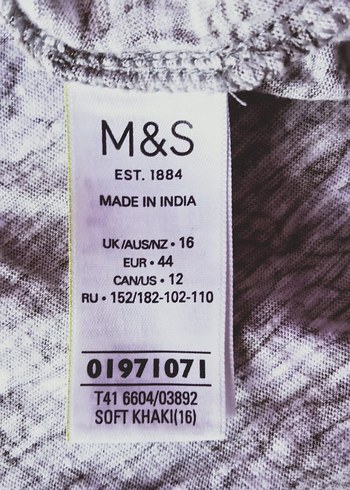 M&S
EST. 1884
MADE IN INDIA
UK/AUS/NZ • 16
EUR • 44
CAN/US • 12
RU • 152/182-102-110
01971071
T41 6604/03892
SOFT KHAKI(16)